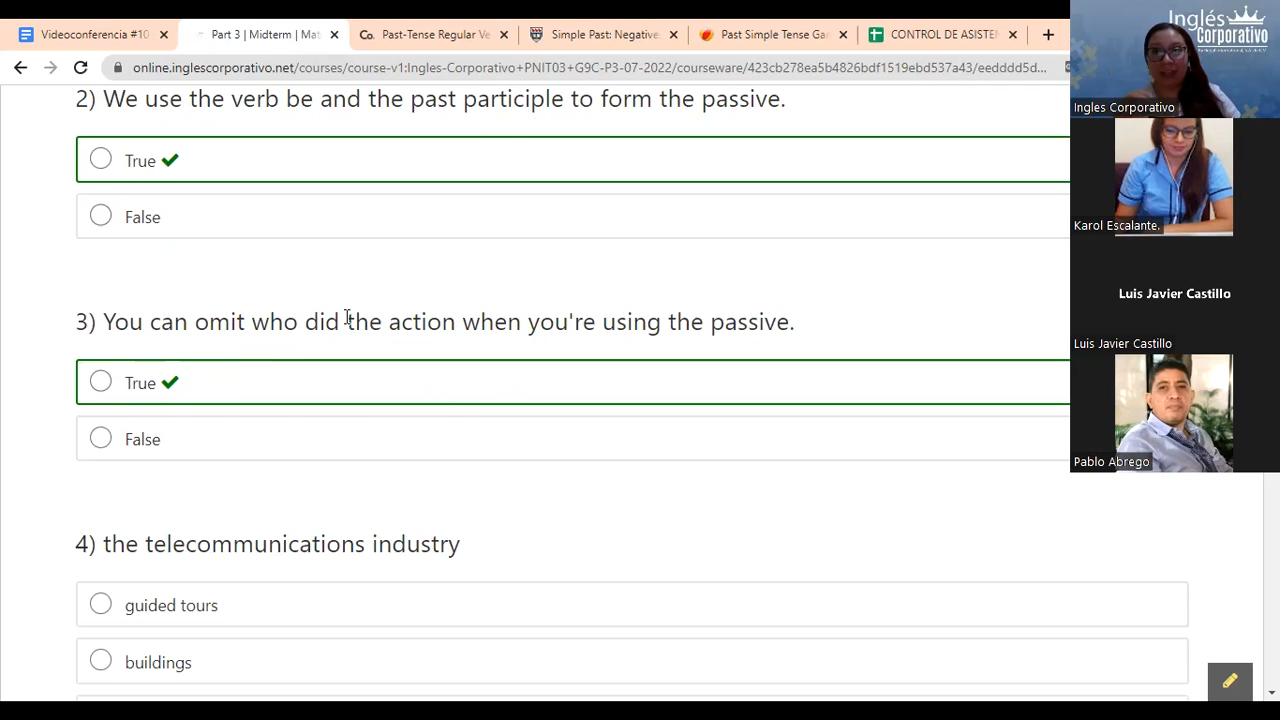 Videoconferencia #10
Part 3 | Midterm | Mat
Past-Tense Regular Ve
Simple Past: Negative
Past Simple Tense Gar
CONTROL DE ASISTE
online.inglescorporativo.net/courses/course-v1:Ingles-Corporativo+PNIT03+G9C-P3-07-2022/courseware/423cb278ea5b4826bdf1519ebd537a43/eedddd5d...
2) We use the verb be and the past participle to form the passive.
True
False
3) You can omit who did the action when you're using the passive.
True
False
4) the telecommunications industry
guided tours
buildings
Inglés
corporativo
Ingles Corporativo
Karol Escalante.
Luis Javier Castillo
Luis Javier Castillo
Pablo Abrego